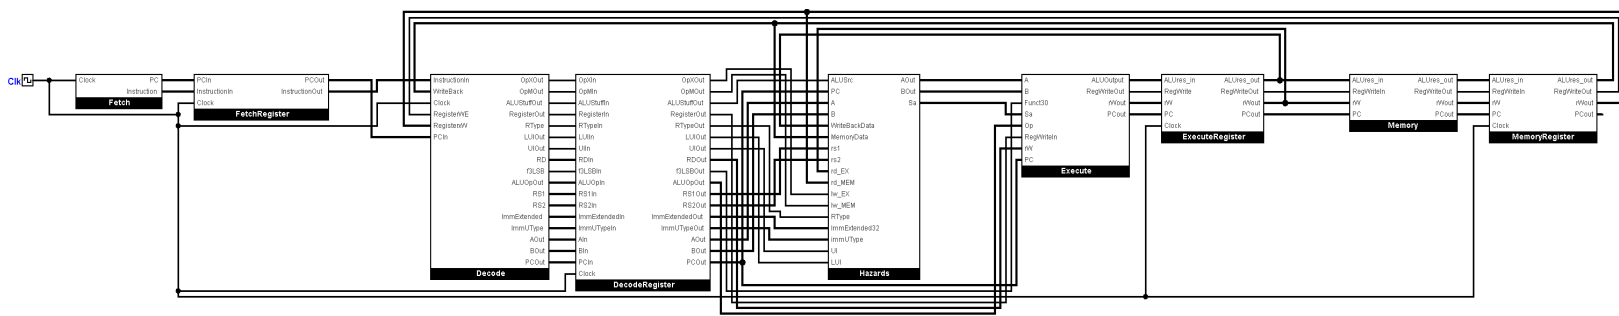 Clk
Clock PC
Instruction
Fetch
PCIn PCOut
InstructionIn InstructionOut
Clock
FetchRegister
InstructionIn OpXOut
WriteBack OpMOut
Clock ALUStuffOut
RegisterWE RegisterOut
RegisterW RType
PCIn LUIOut
UIOut
RD
f3LSB
ALUOpOut
RS1
RS2
ImmExtended
ImmUType
AOut
BOut
PCOut
Decode
OpXIn OpXOut
OpMIn OpMOut
ALUStuffIn ALUStuffOut
RegisterIn RegisterOut
RTypeIn RTypeOut
LUIIn LUIOut
UIIn UIOut
RDIn RDOut
f3LSBIn f3LSBOut
ALUOpIn ALUOpOut
RS1In RS1Out
RS2In RS2Out
ImmExtendedIn ImmExtendedOut
ImmUTypeIn ImmUTypeOut
AIn AOut
BIn BOut
PCIn PCOut
Clock
DecodeRegister
ALUSrc AOut
PC BOut
A Sa
B
WriteBackData
MemoryData
rs1
rs2
rd_EX
rd_MEM
lw_EX
lw_MEM
RType
ImmExtended32
immUType
UI
LUI
Hazards
A ALUOutput
B RegWriteOut
Funct30 rWout
Sa PCout
Op
RegWriteIn
rW
PC
Execute
ALUres_in ALUres_out
RegWrite RegWriteOut
rW rWout
PC PCout
Clock
ExecuteRegister
ALUres_in ALUres_out
RegWriteIn RegWriteOut
rW rWout
PC PCout
Memory
ALUres_in ALUres_out
RegWriteIn RegWriteOut
rW rWout
PC PCout
Clock
MemoryRegister